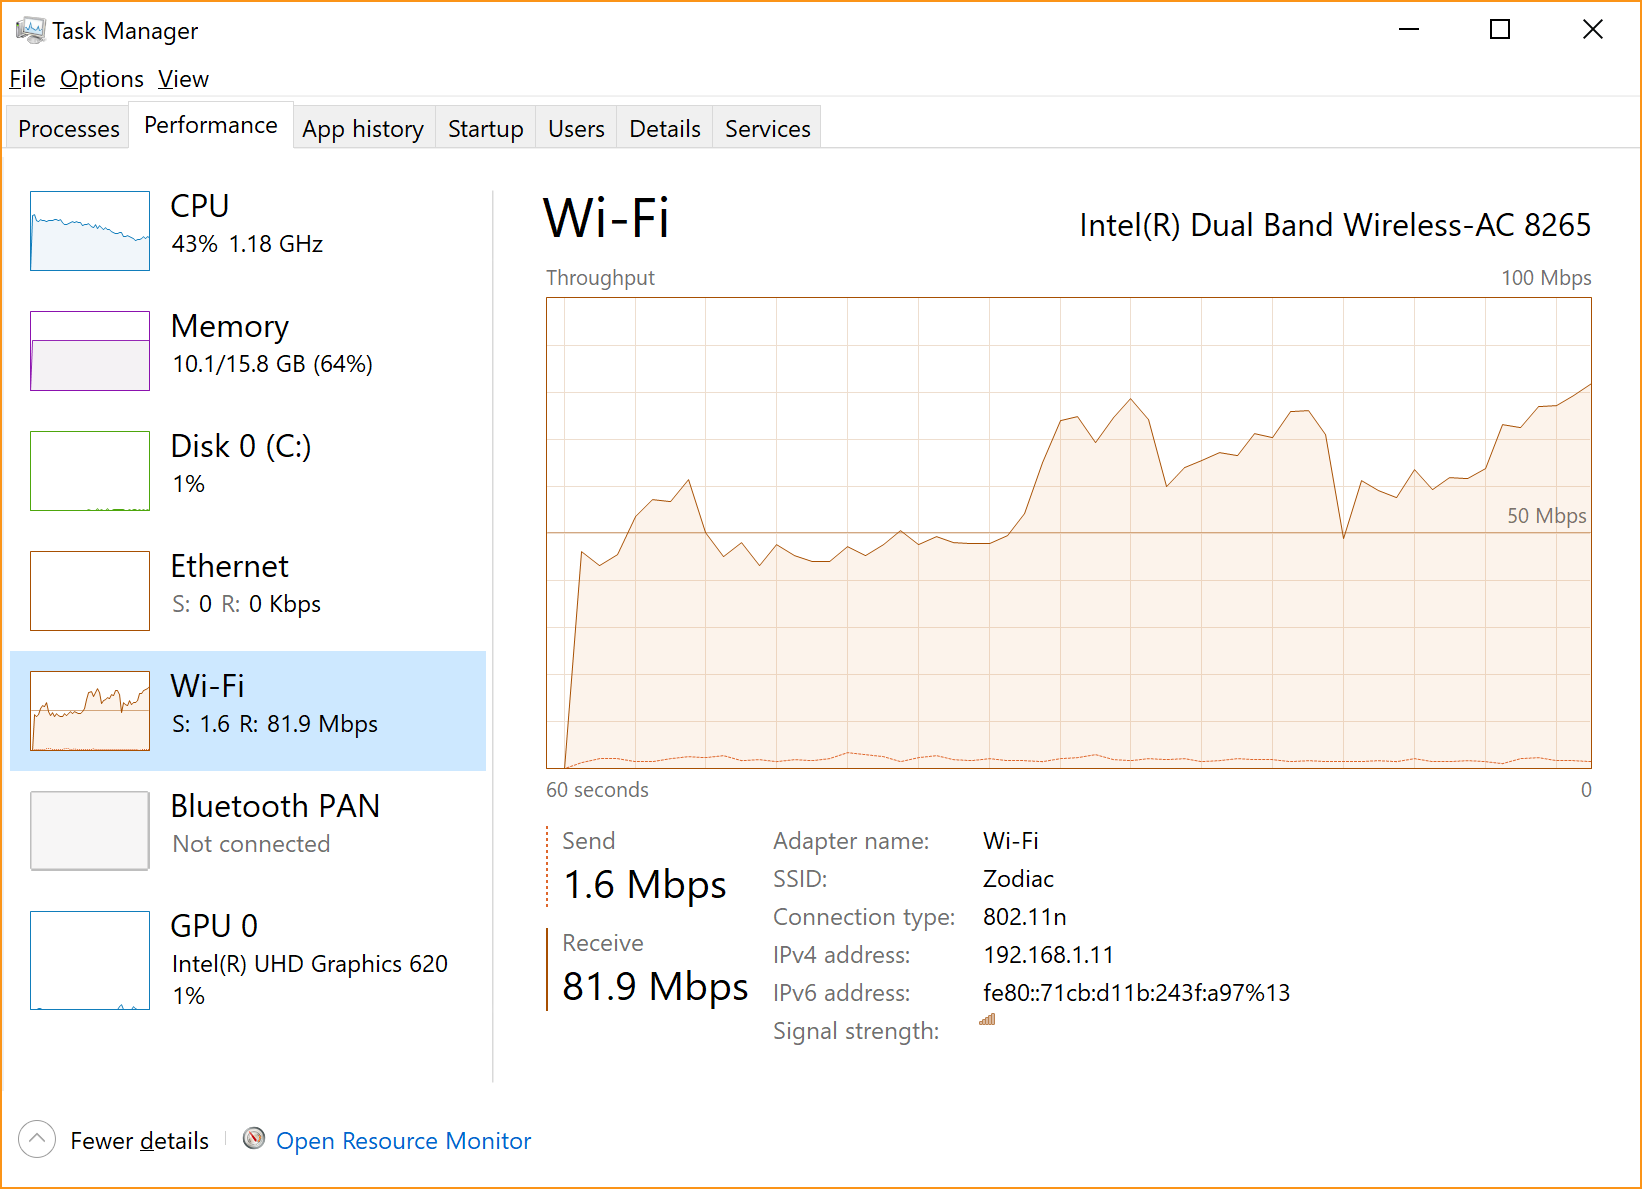 Task Manager
File Options View
Processes Performance App history Startup Users Details Services
CPU
43% 1.18 GHz
Memory
10.1/15.8 GB (64%)
Disk 0 (C:)
1%
Ethernet
S: 0 R: 0 Kbps
Wi-Fi
S: 1.6 R: 81.9 Mbps
Bluetooth PAN
Not connected
GPU 0
Intel(R) UHD Graphics 620
1%
Wi-Fi
Intel(R) Dual Band Wireless-AC 8265
Throughput
100 Mbps
50 Mbps
60 seconds
0
Send
1.6 Mbps
Receive
81.9 Mbps
Adapter name: Wi-Fi
SSID: Zodiac
Connection type: 802.11n
IPv4 address: 192.168.1.11
IPv6 address: fe80::71cb:d11b:243f:a97%13
Signal strength:
Fewer details
Open Resource Monitor